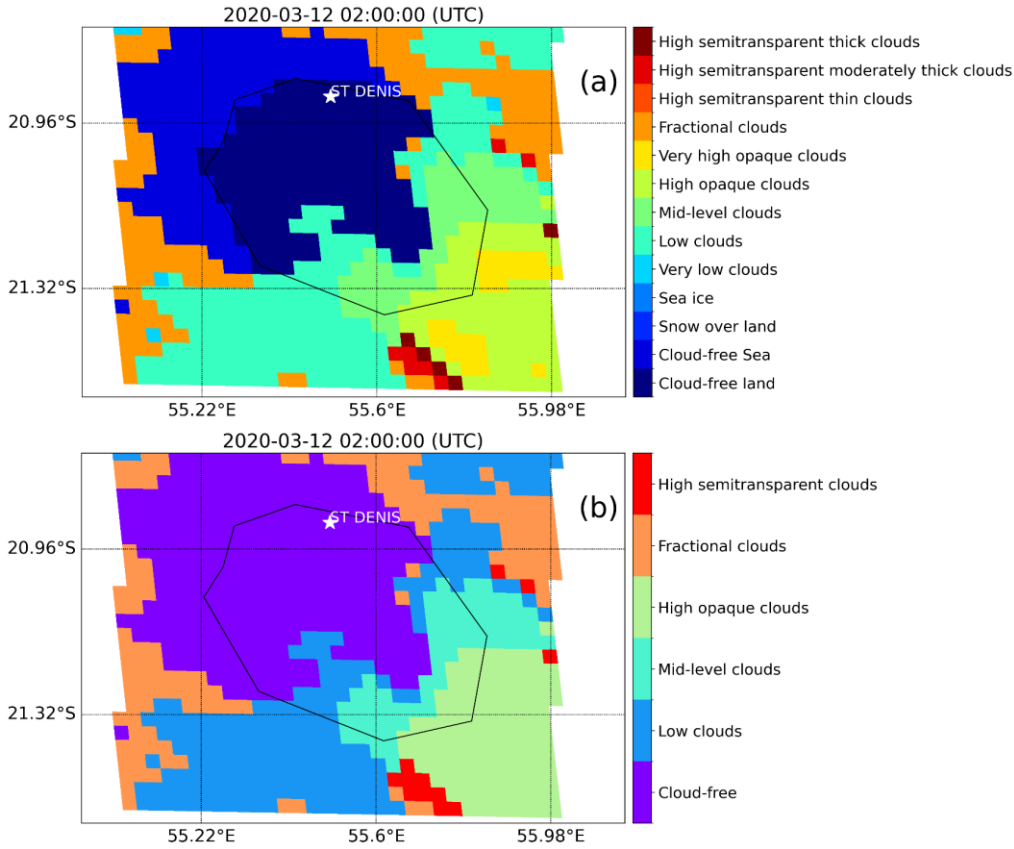 2020-03-12 02:00:00 (UTC)
(a)
ST DENIS
20.96°S
21.32°S
55.22°E
55.6°E
55.98°E
High semitransparent thick clouds
High semitransparent moderately thick clouds
High semitransparent thin clouds
Fractional clouds
Very high opaque clouds
High opaque clouds
Mid-level clouds
Low clouds
Very low clouds
Sea ice
Snow over land
Cloud-free Sea
Cloud-free land
2020-03-12 02:00:00 (UTC)
(b)
ST DENIS
20.96°S
21.32°S
55.22°E
55.6°E
55.98°E
High semitransparent clouds
Fractional clouds
High opaque clouds
Mid-level clouds
Low clouds
Cloud-free